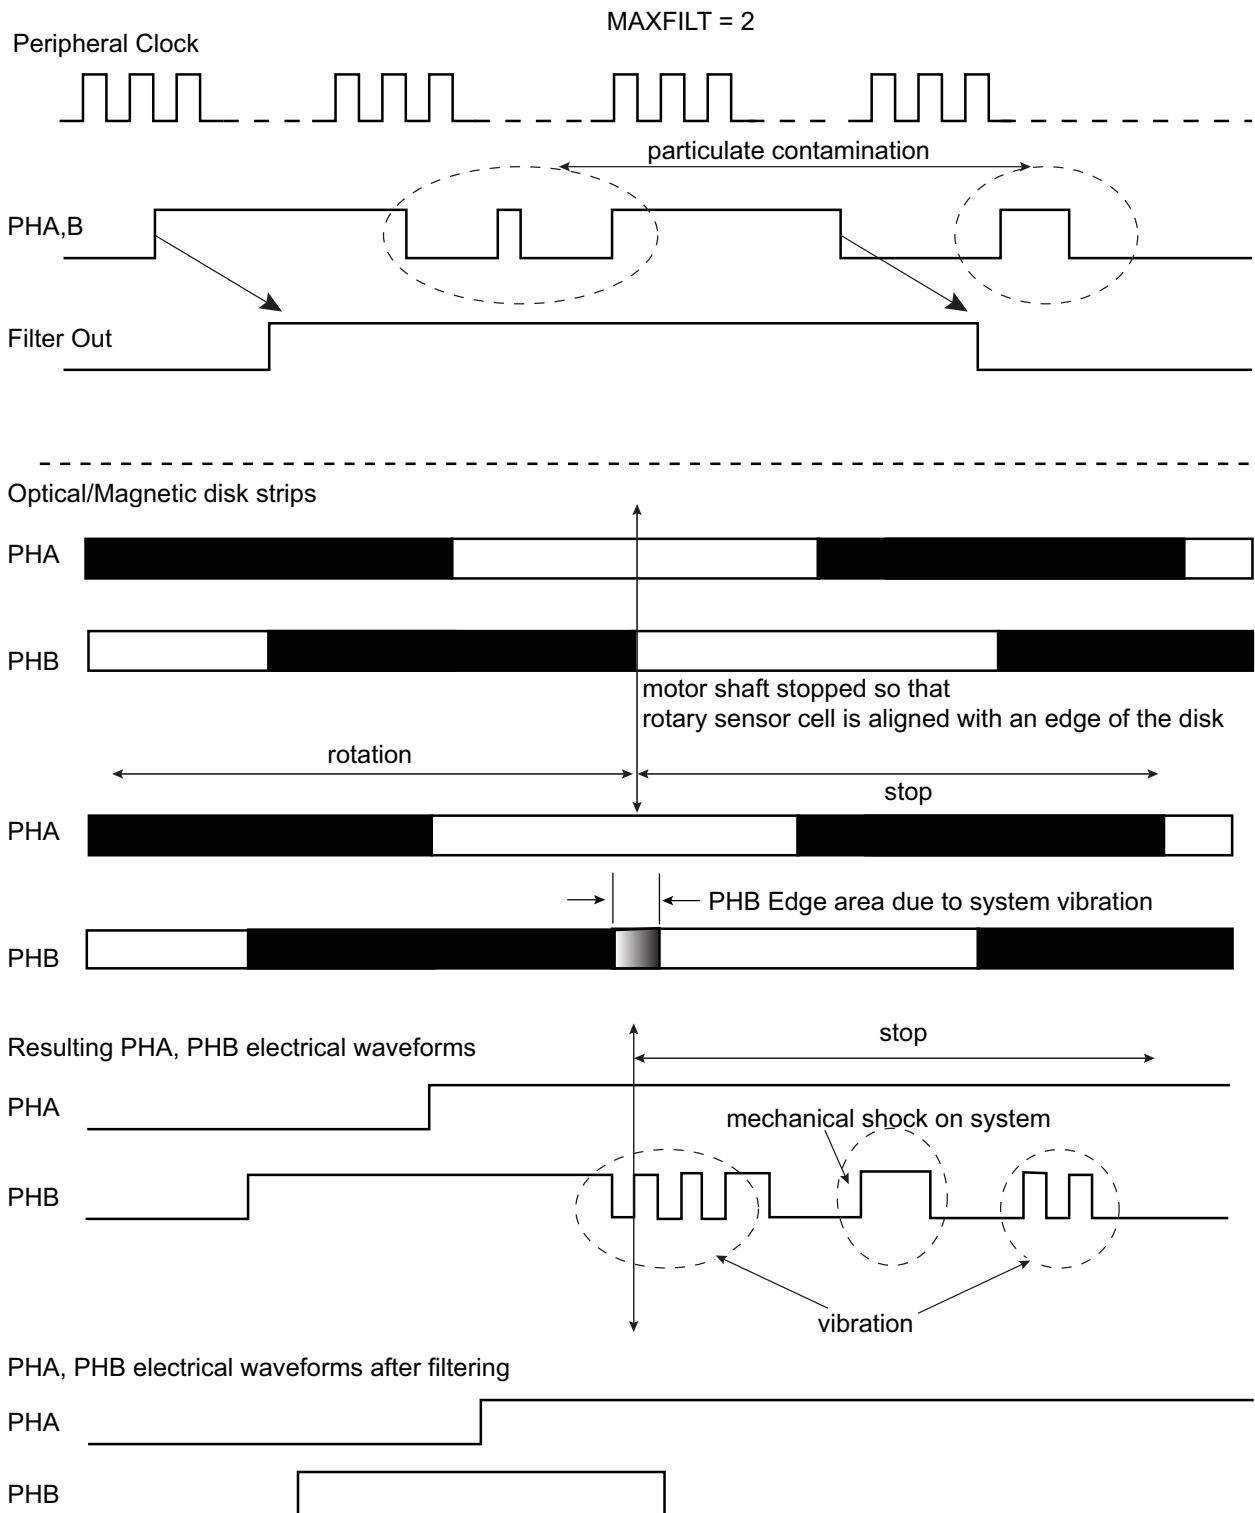 MAXFILT = 2
Peripheral Clock
particulate contamination
PHA,B
Filter Out
Optical/Magnetic disk strips
PHA
PHB
motor shaft stopped so that
rotary sensor cell is aligned with an edge of the disk
rotation
stop
PHA
PHB Edge area due to system vibration
PHB
stop
Resulting PHA, PHB electrical waveforms
PHA
mechanical shock on system
PHB
vibration
PHA, PHB electrical waveforms after filtering
PHA
PHB